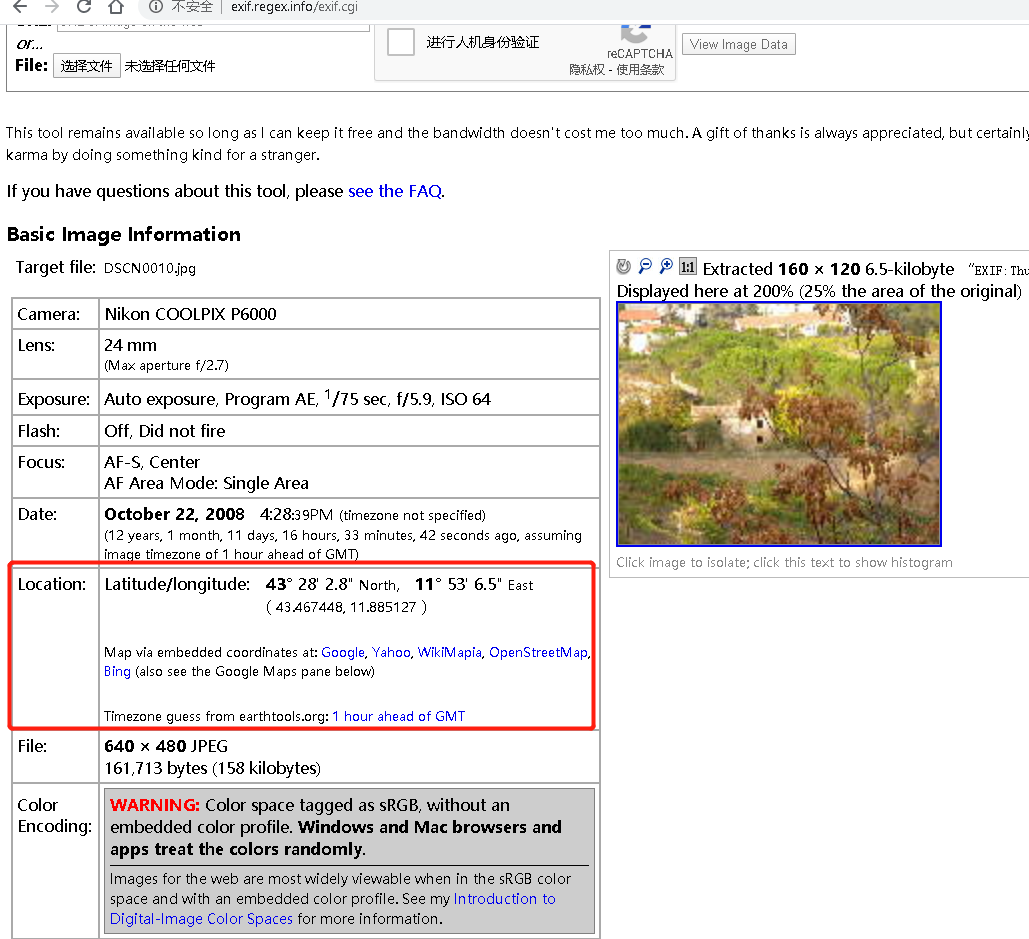 不安全 exif.regex.info/exif.cgi
or...
File: 选择文件 未选择任何文件
进行人机身份验证
reCAPTCHA
隐私权 - 使用条款
View Image Data
This tool remains available so long as I can keep it free and the bandwidth doesn't cost me too much. A gift of thanks is always appreciated, but certainly
karma by doing something kind for a stranger.
If you have questions about this tool, please see the FAQ.
Basic Image Information
Target file: DSCN0010.jpg
Camera: Nikon COOLPIX P6000
Lens: 24 mm
(Max aperture f/2.7)
Exposure: Auto exposure, Program AE, 1/75 sec, f/5.9, ISO 64
Flash: Off, Did not fire
Focus: AF-S, Center
AF Area Mode: Single Area
Date: October 22, 2008 4:28:39PM (timezone not specified)
(12 years, 1 month, 11 days, 16 hours, 33 minutes, 42 seconds ago, assuming
image timezone of 1 hour ahead of GMT)
Location: Latitude/longitude: 43° 28' 2.8" North, 11° 53' 6.5" East
( 43.467448, 11.885127 )
Map via embedded coordinates at: Google, Yahoo, WikiMapia, OpenStreetMap,
Bing (also see the Google Maps pane below)
Timezone guess from earthtools.org: 1 hour ahead of GMT
File: 640 × 480 JPEG
161,713 bytes (158 kilobytes)
Color
Encoding:
WARNING: Color space tagged as sRGB, without an
embedded color profile. Windows and Mac browsers and
apps treat the colors randomly.
Images for the web are most widely viewable when in the sRGB color
space and with an embedded color profile. See my Introduction to
Digital-Image Color Spaces for more information.
1:1 Extracted 160 × 120 6.5-kilobyte "EXIF:Thu
Displayed here at 200% (25% the area of the original)
Click image to isolate; click this text to show histogram